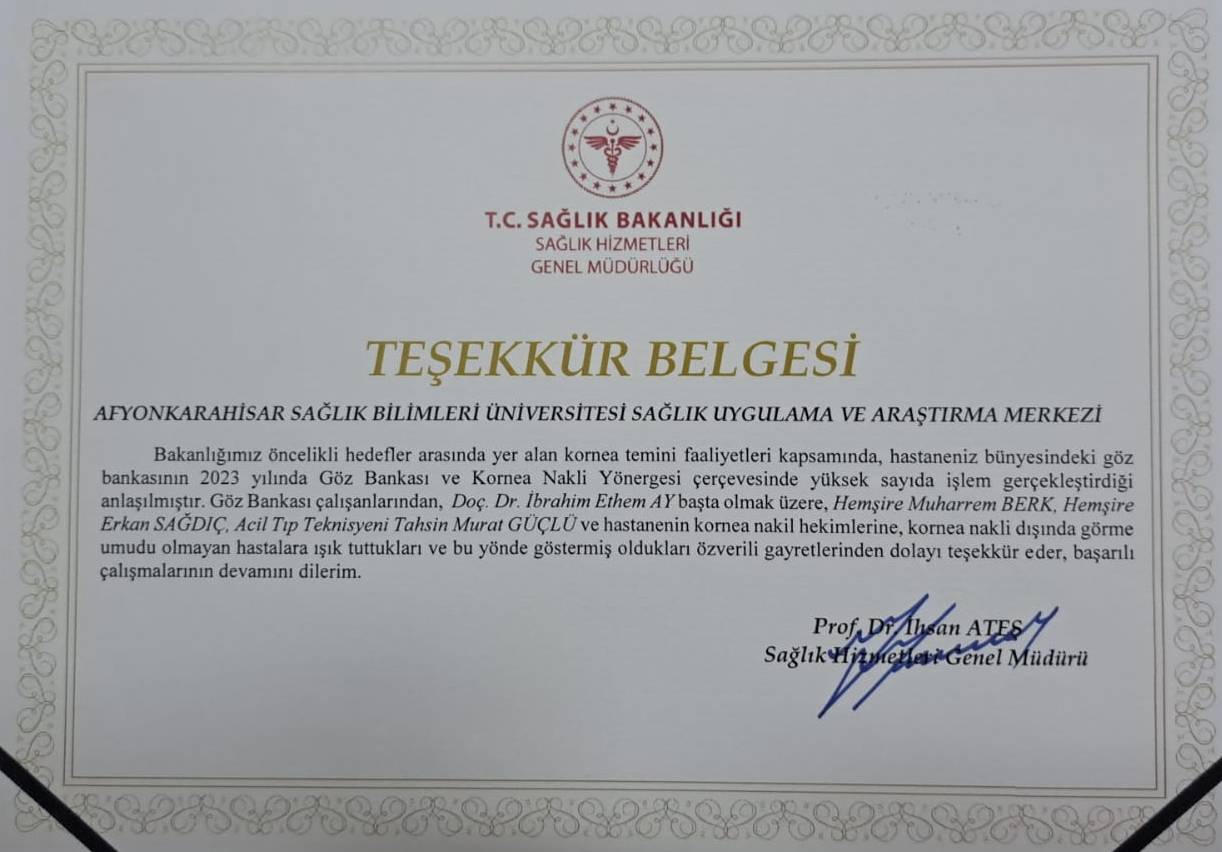 T.C. SAĞLIK BAKANLIĞI
SAĞLIK HİZMETLERİ
GENEL MÜDÜRLÜĞÜ
TEŞEKKÜR BELGESİ
AFYONKARAHİSAR SAĞLIK BİLİMLERİ ÜNİVERSİTESİ SAĞLIK UYGULAMA VE ARAŞTIRMA MERKEZİ
Bakanlığımız öncelikli hedefler arasında yer alan kornea temini faaliyetleri kapsamında, hastaneniz bünyesindeki göz
bankasının 2023 yılında Göz Bankası ve Kornea Nakli Yönergesi çerçevesinde yüksek sayıda işlem gerçekleştirdiği
anlaşılmıştır. Göz Bankası çalışanlarından, Doç. Dr. İbrahim Ethem AY başta olmak üzere, Hemşire Muharrem BERK, Hemşire
Erkan SAĞDIÇ, Acil Tıp Teknisyeni Tahsin Murat GÜÇLÜ ve hastanenin kornea nakil hekimlerine, kornea nakli dışında görme
umudu olmayan hastalara ışık tuttukları ve bu yönde göstermiş oldukları özverili gayretlerinden dolayı teşekkür eder, başarılı
çalışmalarının devamını dilerim.
Prof. Dr. İhsan ATEŞ
Sağlık Hizmetleri Genel Müdürü